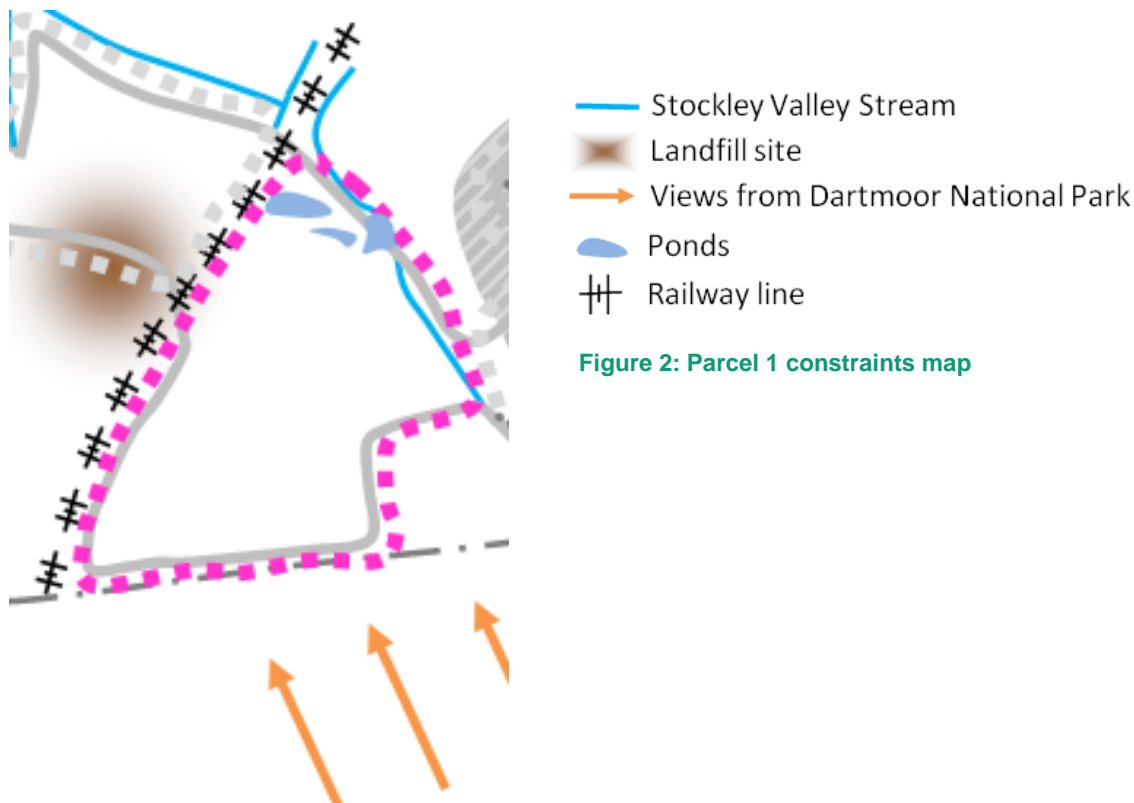 Stockley Valley Stream
Landfill site
Views from Dartmoor National Park
Ponds
Railway line
Figure 2: Parcel 1 constraints map